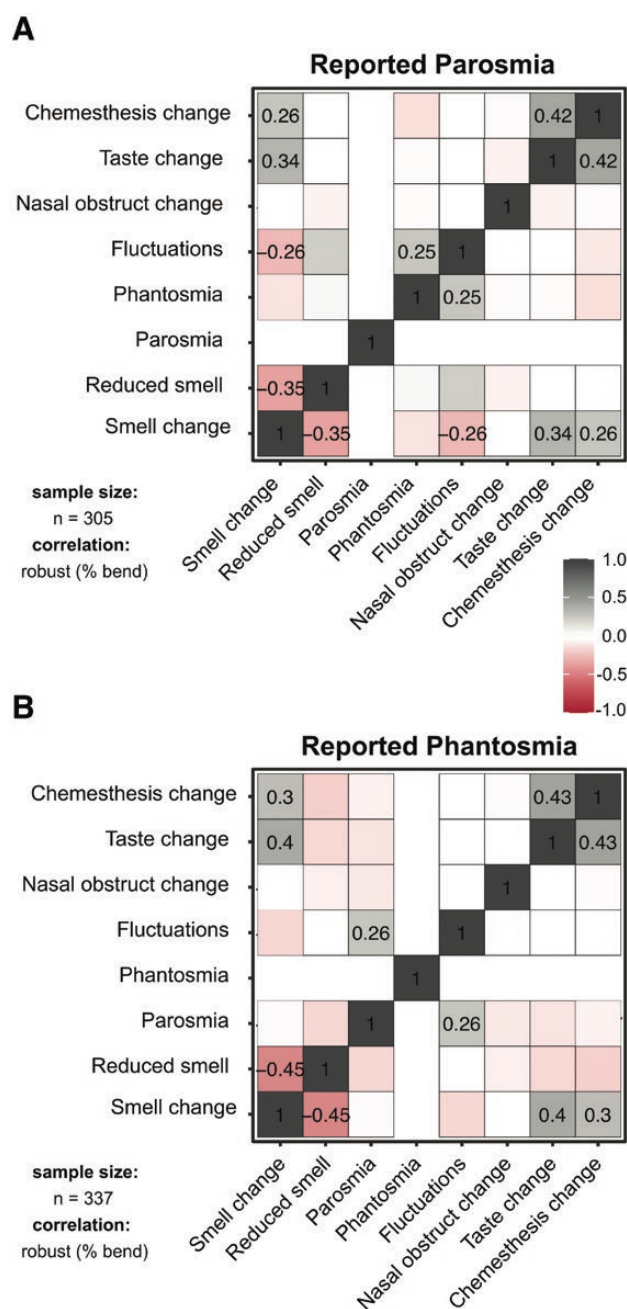 A
Reported Parosmia
Chemesthesis change 0.26 0.42 1
Taste change 0.34 1 0.42
Nasal obstruct change 1
Fluctuations −0.26 0.25 1
Phantosmia 1 0.25
Parosmia 1
Reduced smell −0.35 1
Smell change 1 −0.35 −0.26 0.34 0.26
Smell change
Reduced smell
Parosmia
Phantosmia
Fluctuations
Nasal obstruct change
Taste change
Chemesthesis change
sample size:
n = 305
correlation:
robust (% bend)
1.0
0.5
0.0
-0.5
-1.0
B
Reported Phantosmia
Chemesthesis change 0.3 0.43 1
Taste change 0.4 1 0.43
Nasal obstruct change 1
Fluctuations 0.26 1
Phantosmia 1
Parosmia 1 0.26
Reduced smell −0.45 1
Smell change 1 −0.45 0.4 0.3
Smell change
Reduced smell
Parosmia
Phantosmia
Fluctuations
Nasal obstruct change
Taste change
Chemesthesis change
sample size:
n = 337
correlation:
robust (% bend)